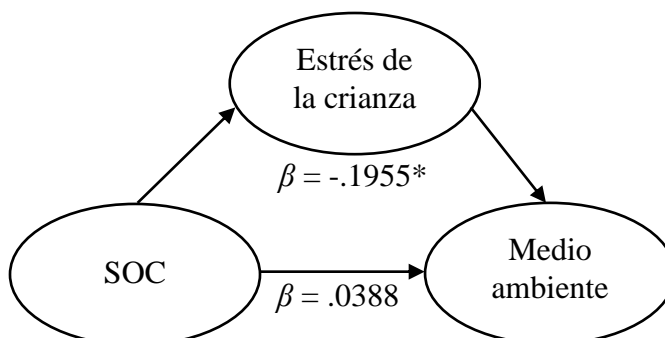 Estrés de
la crianza
β = -.1955*
SOC
β = .0388
Medio
ambiente